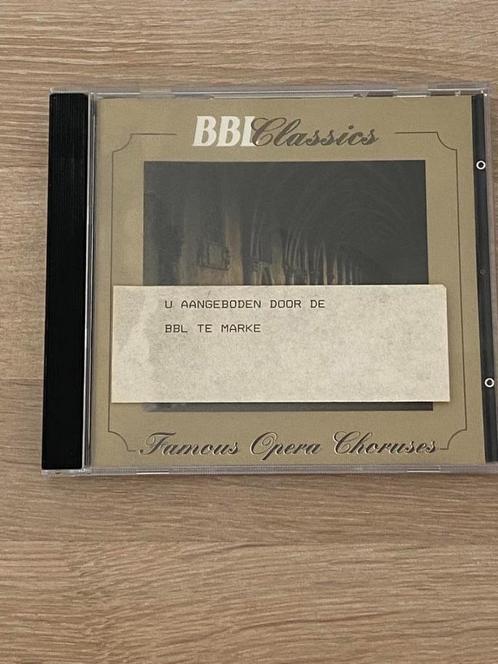 BBL Classics
U AANGEBODEN DOOR DE
BBL TE MARKE
Famous Opera Choruses